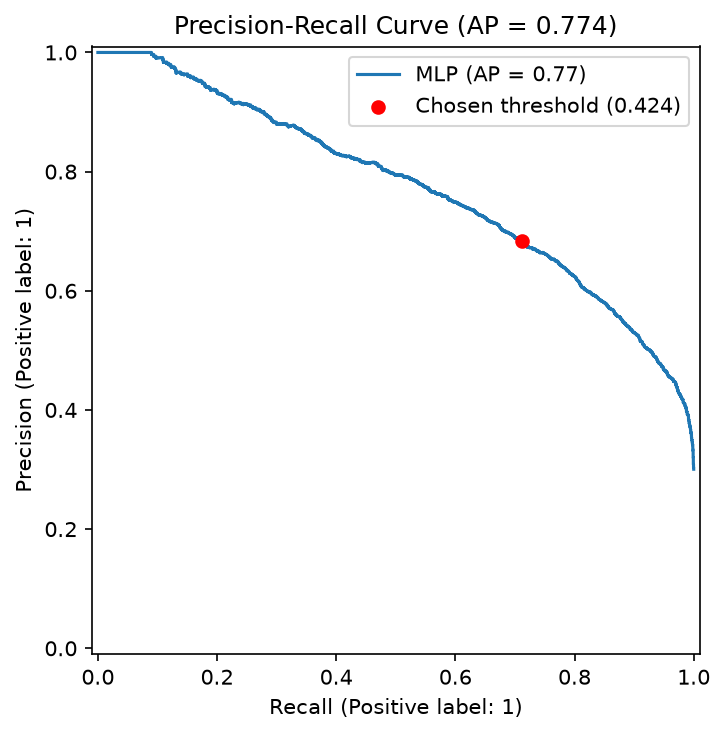 Precision-Recall Curve (AP = 0.774)
MLP (AP = 0.77)
Chosen threshold (0.424)
Precision (Positive label: 1)
1.0
0.8
0.6
0.4
0.2
0.0
0.0 0.2 0.4 0.6 0.8 1.0
Recall (Positive label: 1)